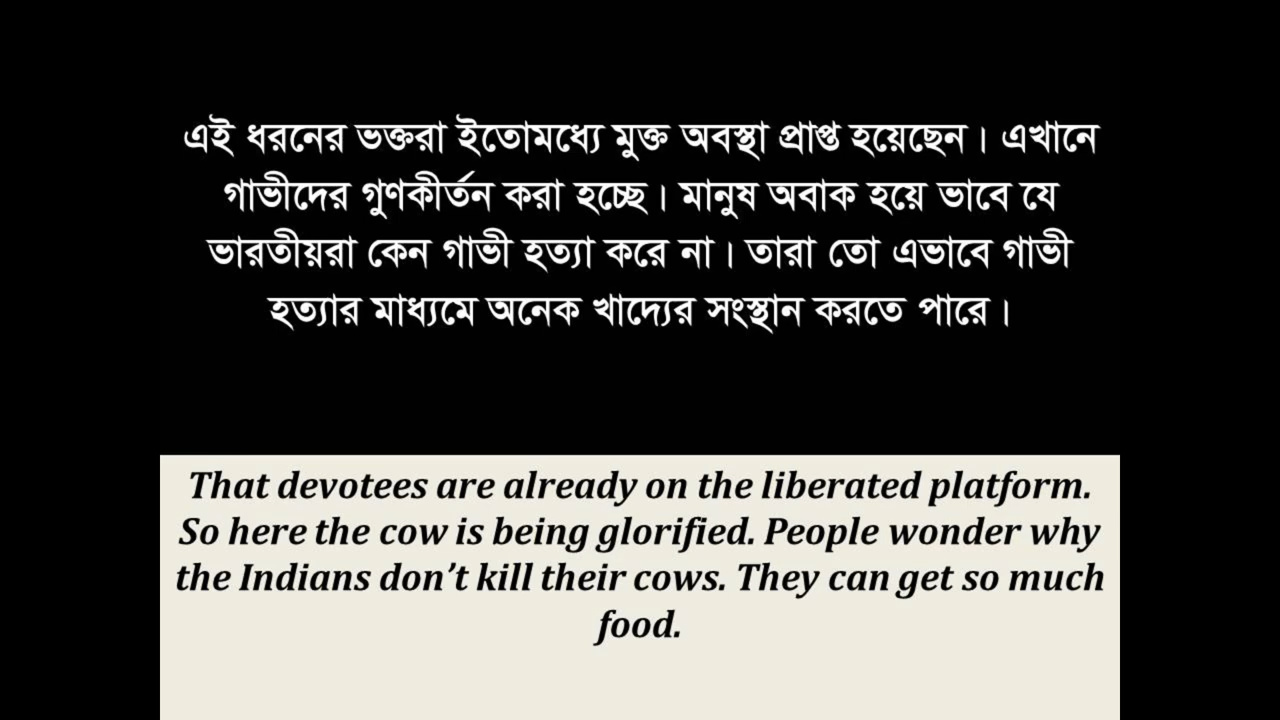 এই ধরনের ভক্তরা ইতোমধ্যে মুক্ত অবস্থা প্রাপ্ত হয়েছেন। এখানে
গাভীদের গুণকীর্তন করা হচ্ছে। মানুষ অবাক হয়ে ভাবে যে
ভারতীয়রা কেন গাভী হত্যা করে না। তারা তো এভাবে গাভী
হত্যার মাধ্যমে অনেক খাদ্যের সংস্থান করতে পারে।
That devotees are already on the liberated platform.
So here the cow is being glorified. People wonder why
the Indians don’t kill their cows. They can get so much
food.